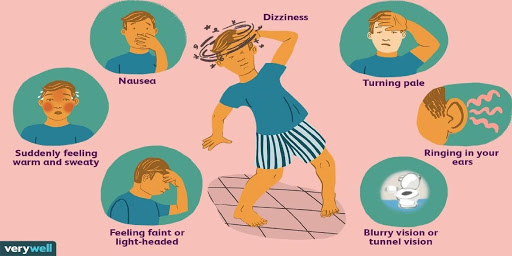 Dizziness
Nausea
Turning pale
Suddenly feeling
warm and sweaty
Ringing in your
ears
Feeling faint or
light-headed
Blurry vision or
tunnel vision
verywell